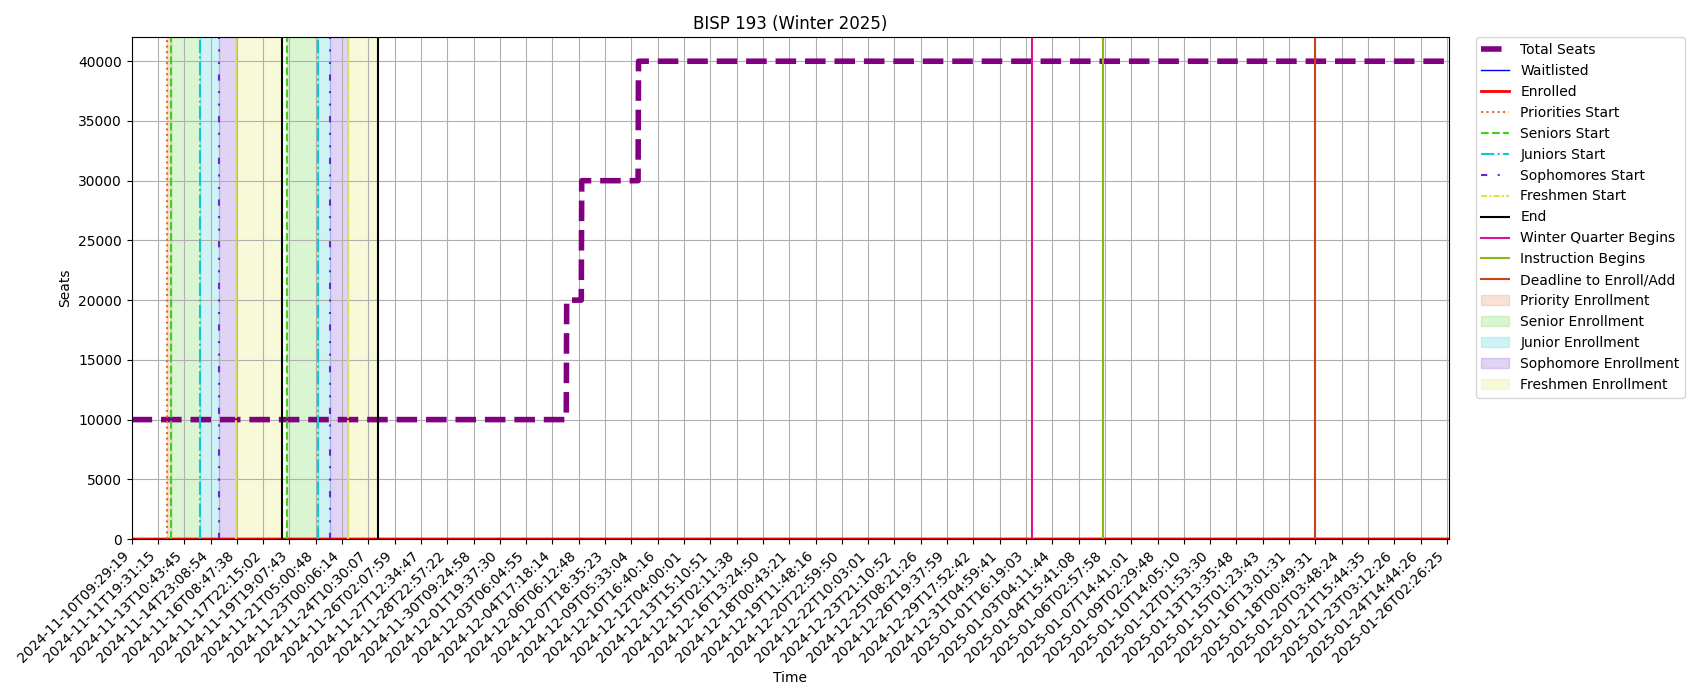 BISP 193 (Winter 2025)
Seats
40000
35000
30000
25000
20000
15000
10000
5000
0
2024-11-10T09:29:19
2024-11-11T19:31:15
2024-11-13T10:43:45
2024-11-14T23:08:54
2024-11-16T08:47:38
2024-11-17T22:15:02
2024-11-19T19:07:43
2024-11-21T05:00:48
2024-11-23T00:06:14
2024-11-24T10:30:07
2024-11-26T02:07:59
2024-11-27T12:34:47
2024-11-28T22:57:22
2024-11-30T09:24:58
2024-12-01T19:37:30
2024-12-03T06:04:55
2024-12-04T17:18:14
2024-12-06T06:12:48
2024-12-07T18:35:23
2024-12-09T05:33:04
2024-12-10T16:40:16
2024-12-12T04:00:01
2024-12-13T15:10:51
2024-12-15T02:11:38
2024-12-16T13:24:50
2024-12-18T00:43:21
2024-12-19T11:48:16
2024-12-20T22:59:50
2024-12-22T10:03:01
2024-12-23T21:10:52
2024-12-25T08:21:26
2024-12-26T19:37:59
2024-12-29T17:52:42
2024-12-31T04:59:41
2025-01-01T16:19:03
2025-01-03T04:11:44
2025-01-04T15:41:08
2025-01-06T02:57:58
2025-01-07T14:41:01
2025-01-09T02:29:48
2025-01-10T14:05:10
2025-01-12T01:53:30
2025-01-13T13:35:48
2025-01-15T01:23:43
2025-01-16T13:01:31
2025-01-18T00:49:31
2025-01-20T03:48:24
2025-01-21T15:44:35
2025-01-23T03:12:26
2025-01-24T14:44:26
2025-01-26T02:26:25
Time
Total Seats
Waitlisted
Enrolled
Priorities Start
Seniors Start
Juniors Start
Sophomores Start
Freshmen Start
End
Winter Quarter Begins
Instruction Begins
Deadline to Enroll/Add
Priority Enrollment
Senior Enrollment
Junior Enrollment
Sophomore Enrollment
Freshmen Enrollment